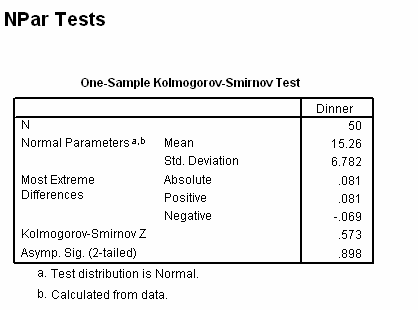 NPar Tests
One-Sample Kolmogorov-Smirnov Test
Dinner
N 50
Normal Parameters a,b Mean 15.26
Std. Deviation 6.782
Most Extreme Differences Absolute .081
Positive .081
Negative -.069
Kolmogorov-Smirnov Z .573
Asymp. Sig. (2-tailed) .898
a. Test distribution is Normal.
b. Calculated from data.